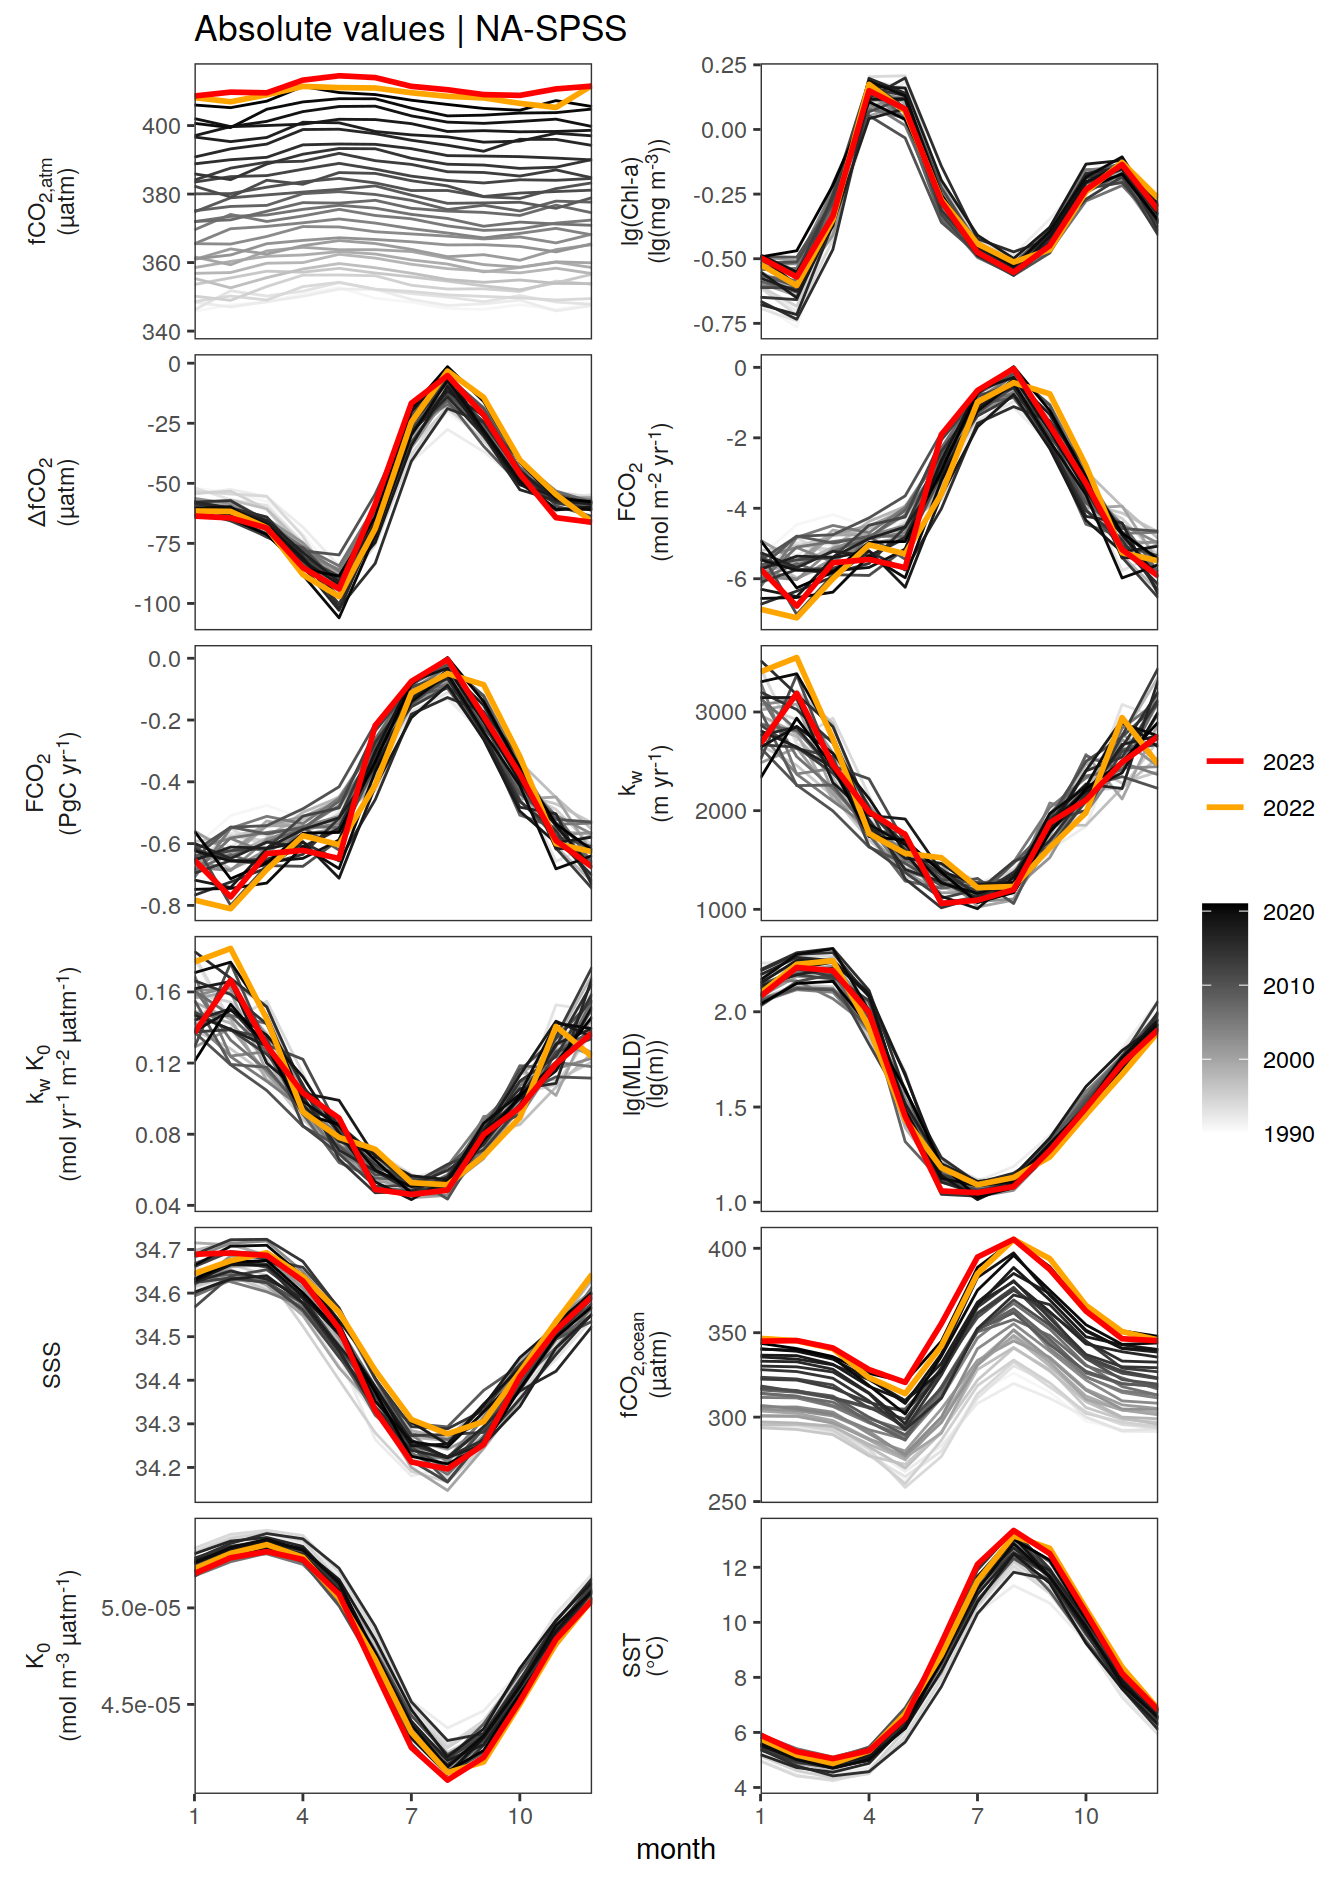 Absolute values | NA-SPSS
fCO2,atm
(µatm)
400
380
360
340
lg(Chl-a)
(lg(mg m-3))
0.25
0.00
-0.25
-0.50
-0.75
ΔfCO2
(µatm)
0
-25
-50
-75
-100
FCO2
(mol m-2 yr-1)
0
-2
-4
-6
FCO2
(PgC yr-1)
0.0
-0.2
-0.4
-0.6
-0.8
kw
(m yr-1)
3000
2000
1000
kw K0
(mol yr-1 m-2 µatm-1)
0.16
0.12
0.08
0.04
lg(MLD)
(lg(m))
2.0
1.5
1.0
SSS
34.7
34.6
34.5
34.4
34.3
34.2
fCO2,ocean
(µatm)
400
350
300
250
K0
(mol m-3 µatm-1)
5.0e-05
4.5e-05
SST
(°C)
12
10
8
6
4
1 4 7 10
1 4 7 10
month
2023
2022
2020
2010
2000
1990